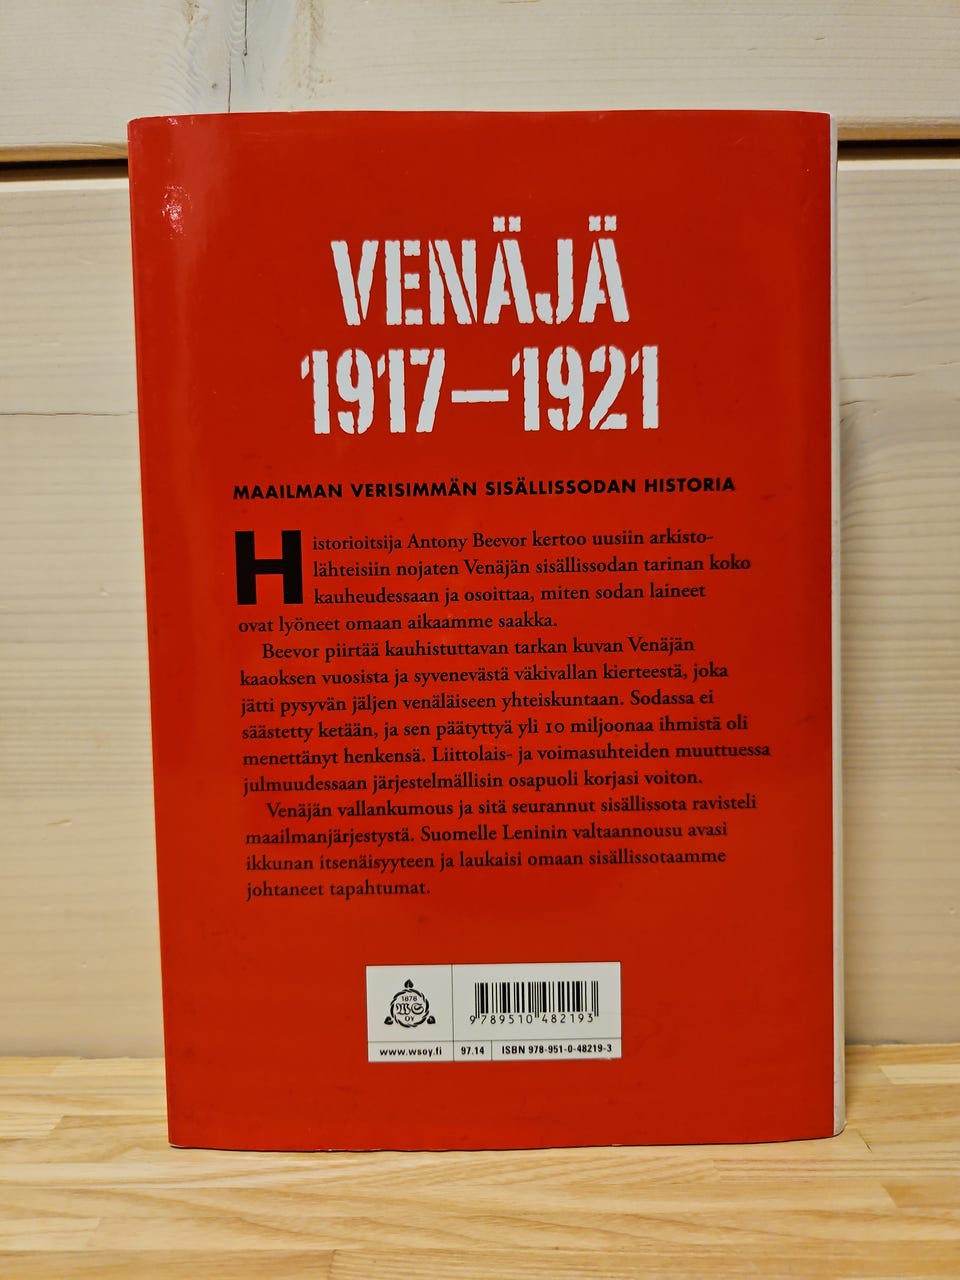 VENÄJÄ
1917–1921
MAAILMAN VERISIMMÄN SISÄLLISSODAN HISTORIA
Historioitsija Antony Beevor kertoo uusiin arkisto-
lähteisiin nojaten Venäjän sisällissodan tarinan koko
kauheudessaan ja osoittaa, miten sodan laineet
ovat lyöneet omaan aikaamme saakka.
Beevor piirtää kauhistuttavan tarkan kuvan Venäjän
kaaoksen vuosista ja syvenevästä väkivallan kierteestä, joka
jätti pysyvän jäljen venäläiseen yhteiskuntaan. Sodassa ei
säästetty ketään, ja sen päätyttyä yli 10 miljoonaa ihmistä oli
menettänyt henkensä. Liittolais- ja voimasuhteiden muuttuessa
julmuudessaan järjestelmällisin osapuoli korjasi voiton.
Venäjän vallankumous ja sitä seurannut sisällissota ravisteli
maailmanjärjestystä. Suomelle Leninin valtaannousu avasi
ikkunan itsenäisyyteen ja laukaisi omaan sisällissotaamme
johtaneet tapahtumat.
1878
WS
OY
9 789510 482193
www.wsoy.fi
97.14
ISBN 978-951-0-48219-3